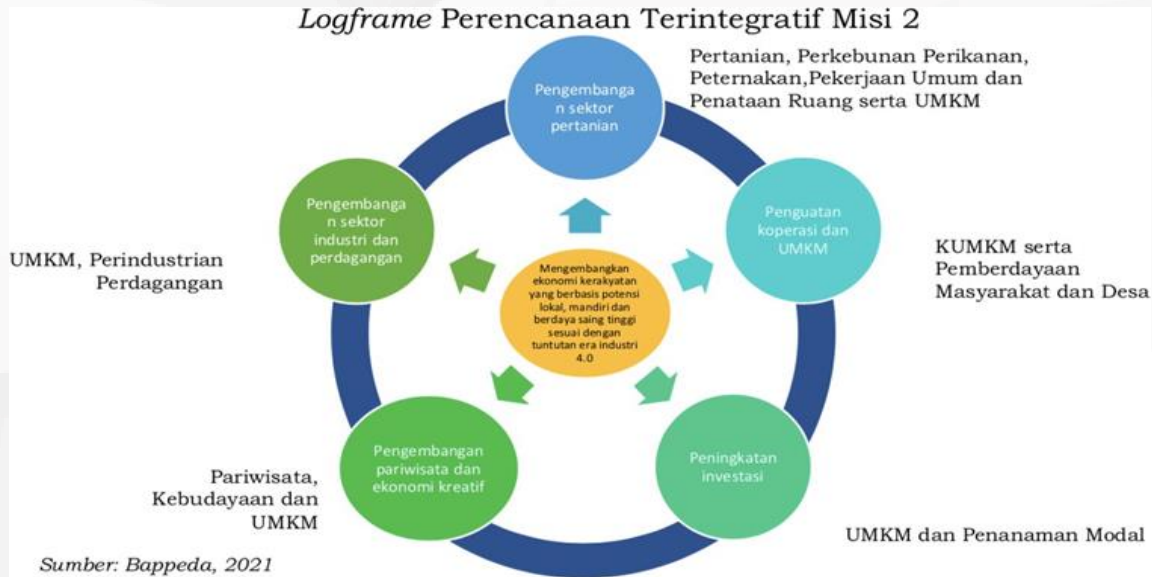 Logframe Perencanaan Terintegratif Misi 2
Pertanian, Perkebunan Perikanan,
Peternakan,Pekerjaan Umum dan
Penataan Ruang serta UMKM
Pengembanga
n sektor
pertanian
Penguatan
koperasi dan
UMKM
KUMKM serta
Pemberdayaan
Masyarakat dan Desa
Peningkatan
investasi
UMKM dan Penanaman Modal
Pengembangan
pariwisata dan
ekonomi kreatif
Pariwisata,
Kebudayaan dan
UMKM
Pengembanga
n sektor
industri dan
perdagangan
UMKM, Perindustrian
Perdagangan
Mengembangkan
ekonomi kerakyatan
yang berbasis potensi
lokal, mandiri dan
berdaya saing tinggi
sesuai dengan
tuntutan era industri
4.0
Sumber: Bappeda, 2021